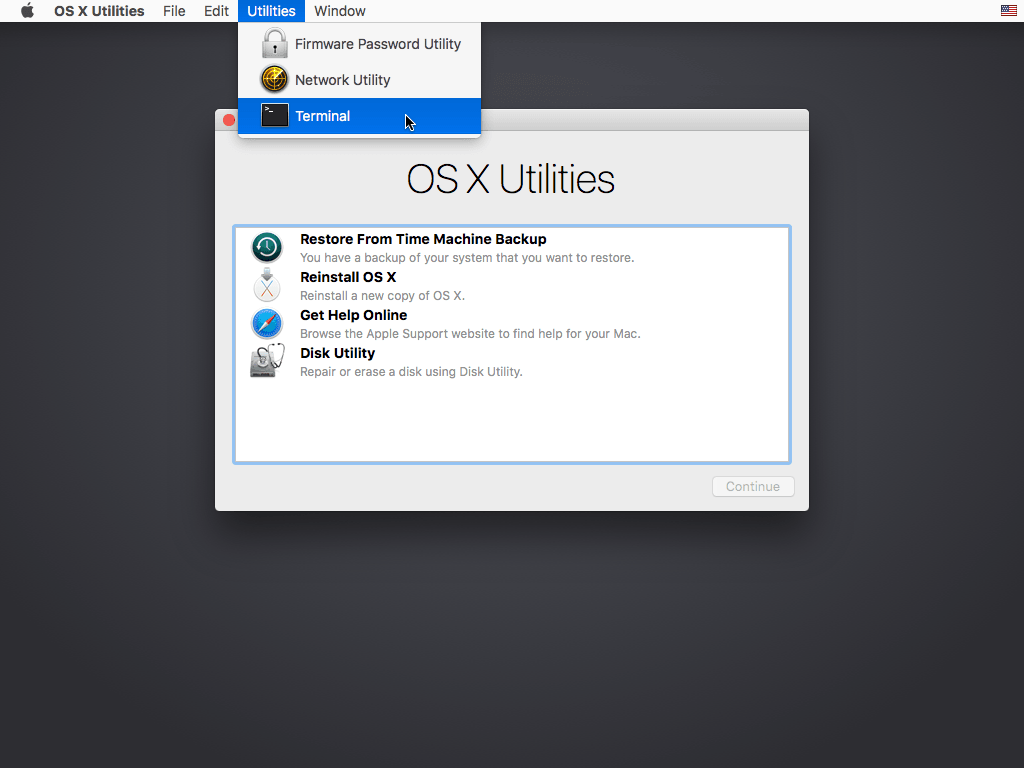 OS X Utilities File Edit Utilities Window
Firmware Password Utility
Network Utility
>_
Terminal
OS X Utilities
Restore From Time Machine Backup
You have a backup of your system that you want to restore.
Reinstall OS X
Reinstall a new copy of OS X.
Get Help Online
Browse the Apple Support website to find help for your Mac.
Disk Utility
Repair or erase a disk using Disk Utility.
Continue